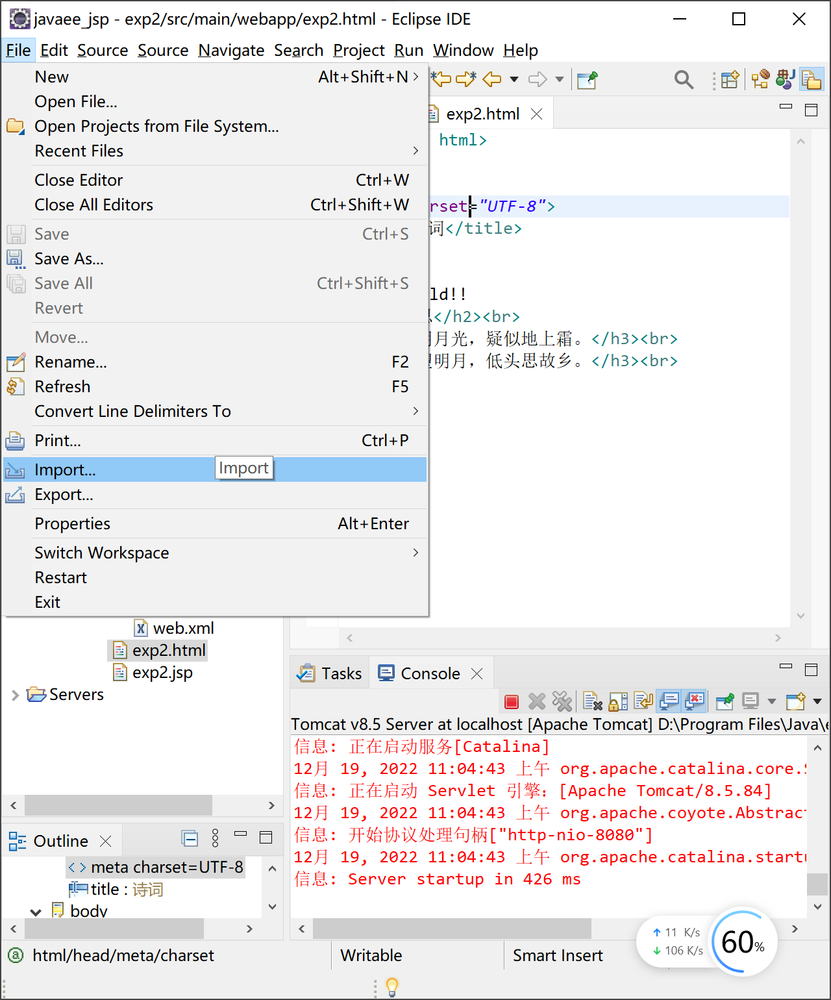 javaee_jsp - exp2/src/main/webapp/exp2.html - Eclipse IDE
File Edit Source Source Navigate Search Project Run Window Help
New Alt+Shift+N
Open File...
Open Projects from File System...
Recent Files
Close Editor Ctrl+W
Close All Editors Ctrl+Shift+W
Save Ctrl+S
Save As...
Save All Ctrl+Shift+S
Revert
Move...
Rename... F2
Refresh F5
Convert Line Delimiters To
Print... Ctrl+P
Import... Import
Export...
Properties Alt+Enter
Switch Workspace
Restart
Exit
exp2.html
html>
rset="UTF-8">
词</title>
ld!!
</h2><br>
月光，疑似地上霜。</h3><br>
明月，低头思故乡。</h3><br>
web.xml
exp2.html
exp2.jsp
Servers
Outline
meta charset=UTF-8
title : 诗词
body
Tasks Console
Tomcat v8.5 Server at localhost [Apache Tomcat] D:\Program Files\Java\
信息: 正在启动服务[Catalina]
12月 19, 2022 11:04:43 上午 org.apache.catalina.core.
信息: 正在启动 Servlet 引擎：[Apache Tomcat/8.5.84]
12月 19, 2022 11:04:43 上午 org.apache.coyote.Abstract
信息: 开始协议处理句柄["http-nio-8080"]
12月 19, 2022 11:04:43 上午 org.apache.catalina.startu
信息: Server startup in 426 ms
11 K/s
106 K/s
60%
html/head/meta/charset Writable Smart Insert